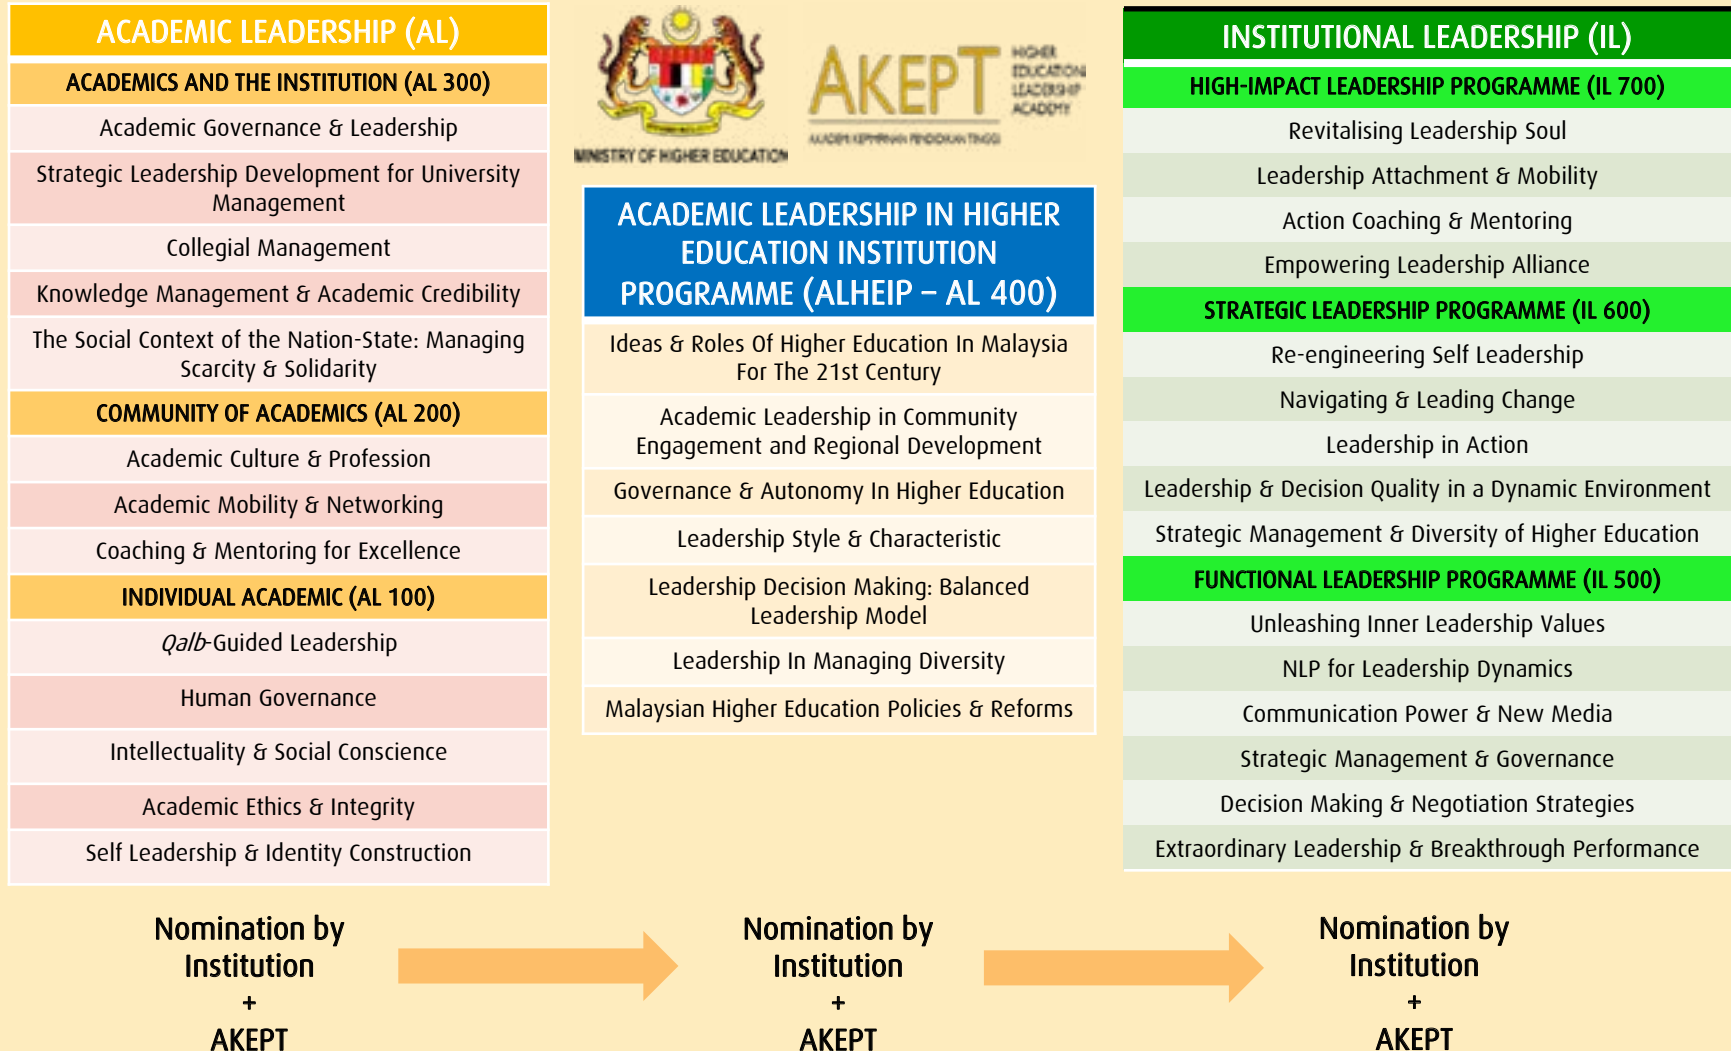 ACADEMIC LEADERSHIP (AL)
ACADEMICS AND THE INSTITUTION (AL 300)
Academic Governance & Leadership
Strategic Leadership Development for University
Management
Collegial Management
Knowledge Management & Academic Credibility
The Social Context of the Nation-State: Managing
Scarcity & Solidarity
COMMUNITY OF ACADEMICS (AL 200)
Academic Culture & Profession
Academic Mobility & Networking
Coaching & Mentoring for Excellence
INDIVIDUAL ACADEMIC (AL 100)
Qalb-Guided Leadership
Human Governance
Intellectuality & Social Conscience
Academic Ethics & Integrity
Self Leadership & Identity Construction
MINISTRY OF HIGHER EDUCATION
AKEPT
HIGHER
EDUCATION
LEADERSHIP
ACADEMY
AKADEMI KEPIMPINAN PENDIDIKAN TINGGI
ACADEMIC LEADERSHIP IN HIGHER
EDUCATION INSTITUTION
PROGRAMME (ALHEIP – AL 400)
Ideas & Roles Of Higher Education In Malaysia
For The 21st Century
Academic Leadership in Community
Engagement and Regional Development
Governance & Autonomy In Higher Education
Leadership Style & Characteristic
Leadership Decision Making: Balanced
Leadership Model
Leadership In Managing Diversity
Malaysian Higher Education Policies & Reforms
INSTITUTIONAL LEADERSHIP (IL)
HIGH-IMPACT LEADERSHIP PROGRAMME (IL 700)
Revitalising Leadership Soul
Leadership Attachment & Mobility
Action Coaching & Mentoring
Empowering Leadership Alliance
STRATEGIC LEADERSHIP PROGRAMME (IL 600)
Re-engineering Self Leadership
Navigating & Leading Change
Leadership in Action
Leadership & Decision Quality in a Dynamic Environment
Strategic Management & Diversity of Higher Education
FUNCTIONAL LEADERSHIP PROGRAMME (IL 500)
Unleashing Inner Leadership Values
NLP for Leadership Dynamics
Communication Power & New Media
Strategic Management & Governance
Decision Making & Negotiation Strategies
Extraordinary Leadership & Breakthrough Performance
Nomination by
Institution
+
AKEPT
Nomination by
Institution
+
AKEPT
Nomination by
Institution
+
AKEPT